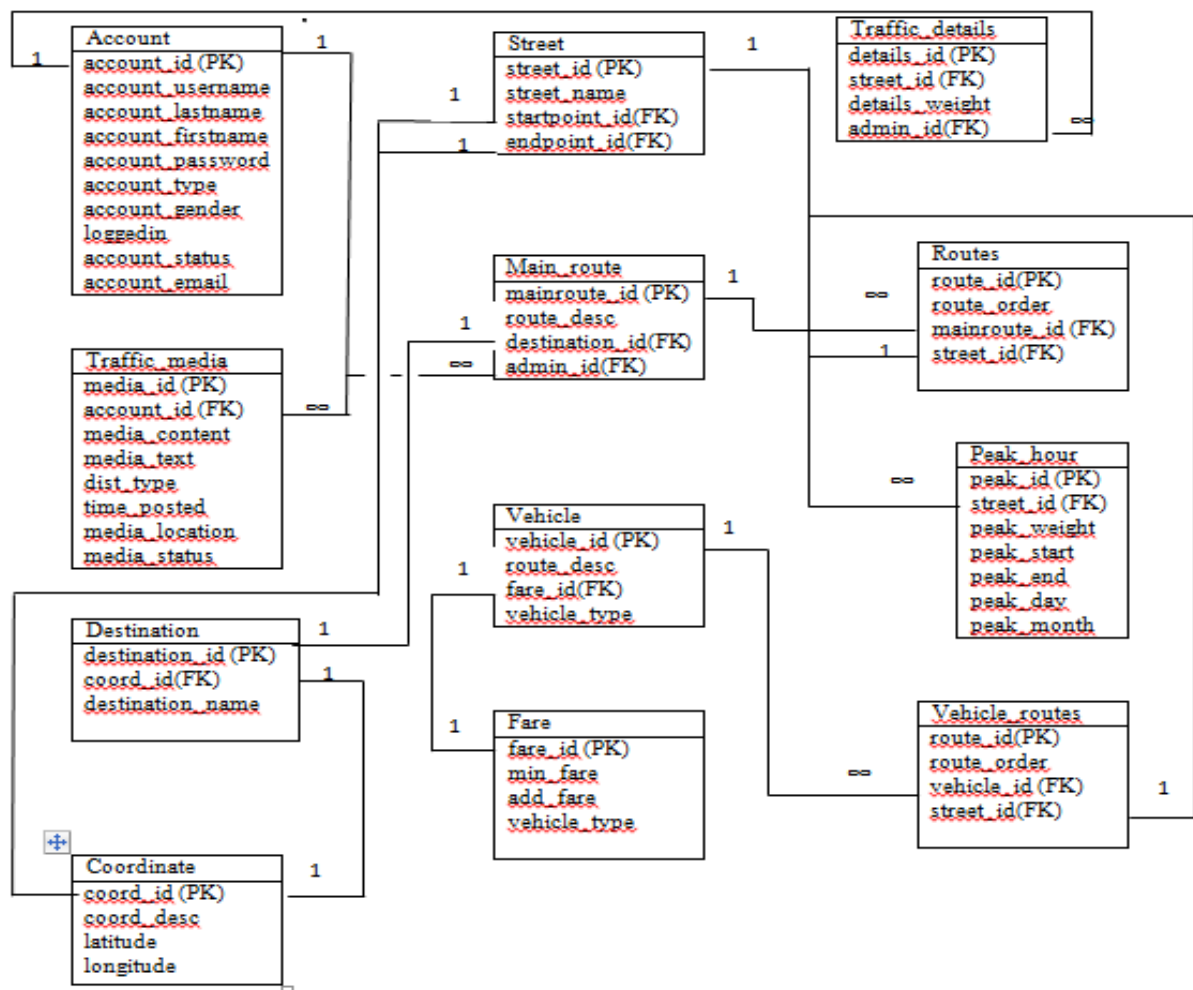 Account
account_id (PK)
account_username
account_lastname
account_firstname
account_password
account_type
account_gender
loggedin
account_status
account_email
1
1
Street
street_id (PK)
street_name
startpoint_id(FK)
endpoint_id(FK)
1
1
1
Traffic_details
details_id (PK)
street_id (FK)
details_weight
admin_id(FK)
∞
Main_route
mainroute_id (PK)
route_desc
destination_id(FK)
admin_id(FK)
1
1
∞
Routes
route_id(PK)
route_order
mainroute_id (FK)
street_id(FK)
∞
1
Traffic_media
media_id (PK)
account_id (FK)
media_content
media_text
dist_type
time_posted
media_location
media_status
∞
Vehicle
vehicle_id (PK)
route_desc
fare_id(FK)
vehicle_type
1
1
Peak_hour
peak_id (PK)
street_id (FK)
peak_weight
peak_start
peak_end
peak_day
peak_month
∞
Destination
destination_id (PK)
coord_id(FK)
destination_name
1
1
Fare
fare_id (PK)
min_fare
add_fare
vehicle_type
1
Vehicle_routes
route_id(PK)
route_order
vehicle_id (FK)
street_id(FK)
∞
1
Coordinate
coord_id (PK)
coord_desc
latitude
longitude
1